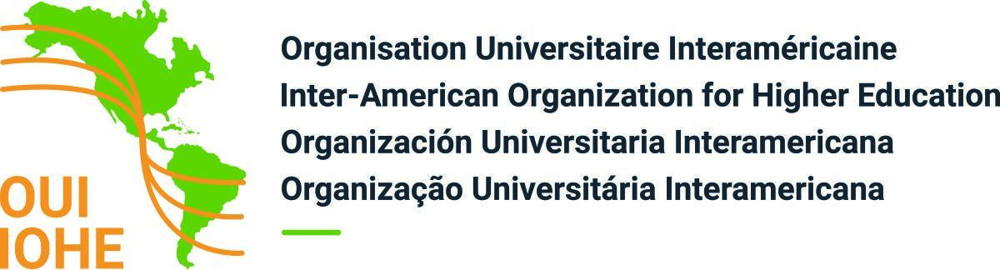 OUI
IOHE
Organisation Universitaire Interaméricaine
Inter-American Organization for Higher Education
Organización Universitaria Interamericana
Organização Universitária Interamericana